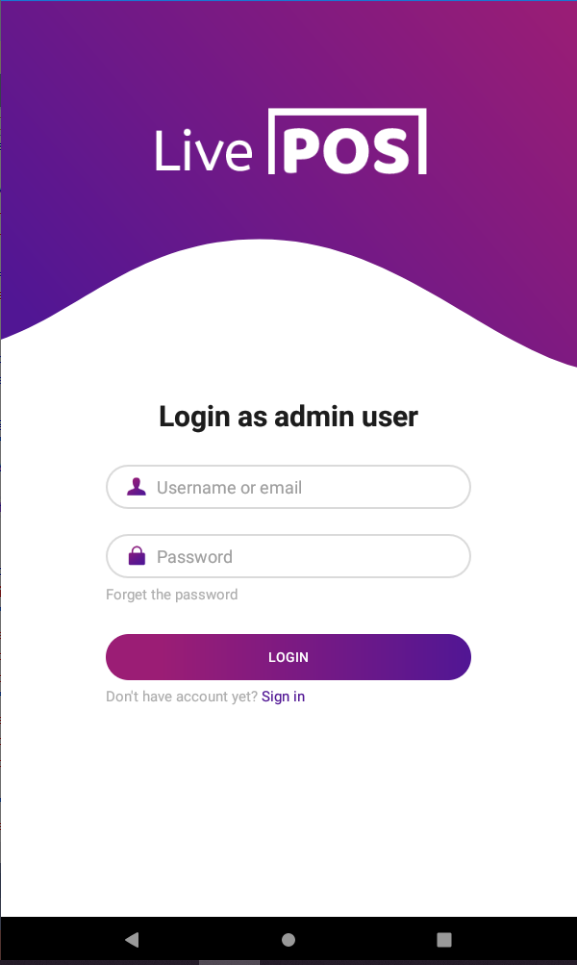 Live POS
Login as admin user
Username or email
Password
Forget the password
LOGIN
Don't have account yet? Sign in